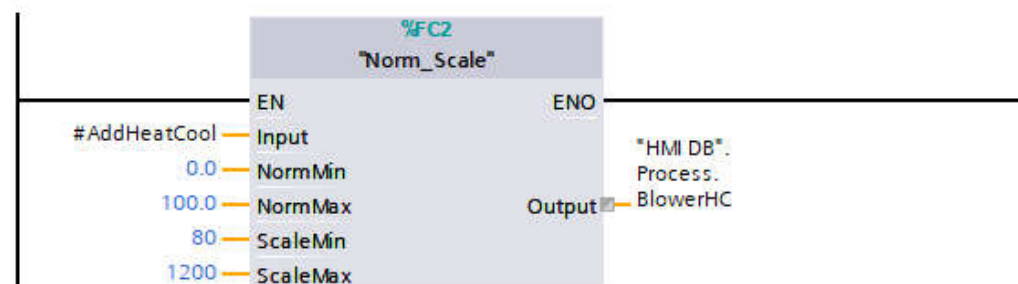 %FC2
"Norm_Scale"
EN ENO
#AddHeatCool Input
0.0 NormMin
100.0 NormMax
80 ScaleMin
1200 ScaleMax
Output
"HMI DB".
Process.
BlowerHC